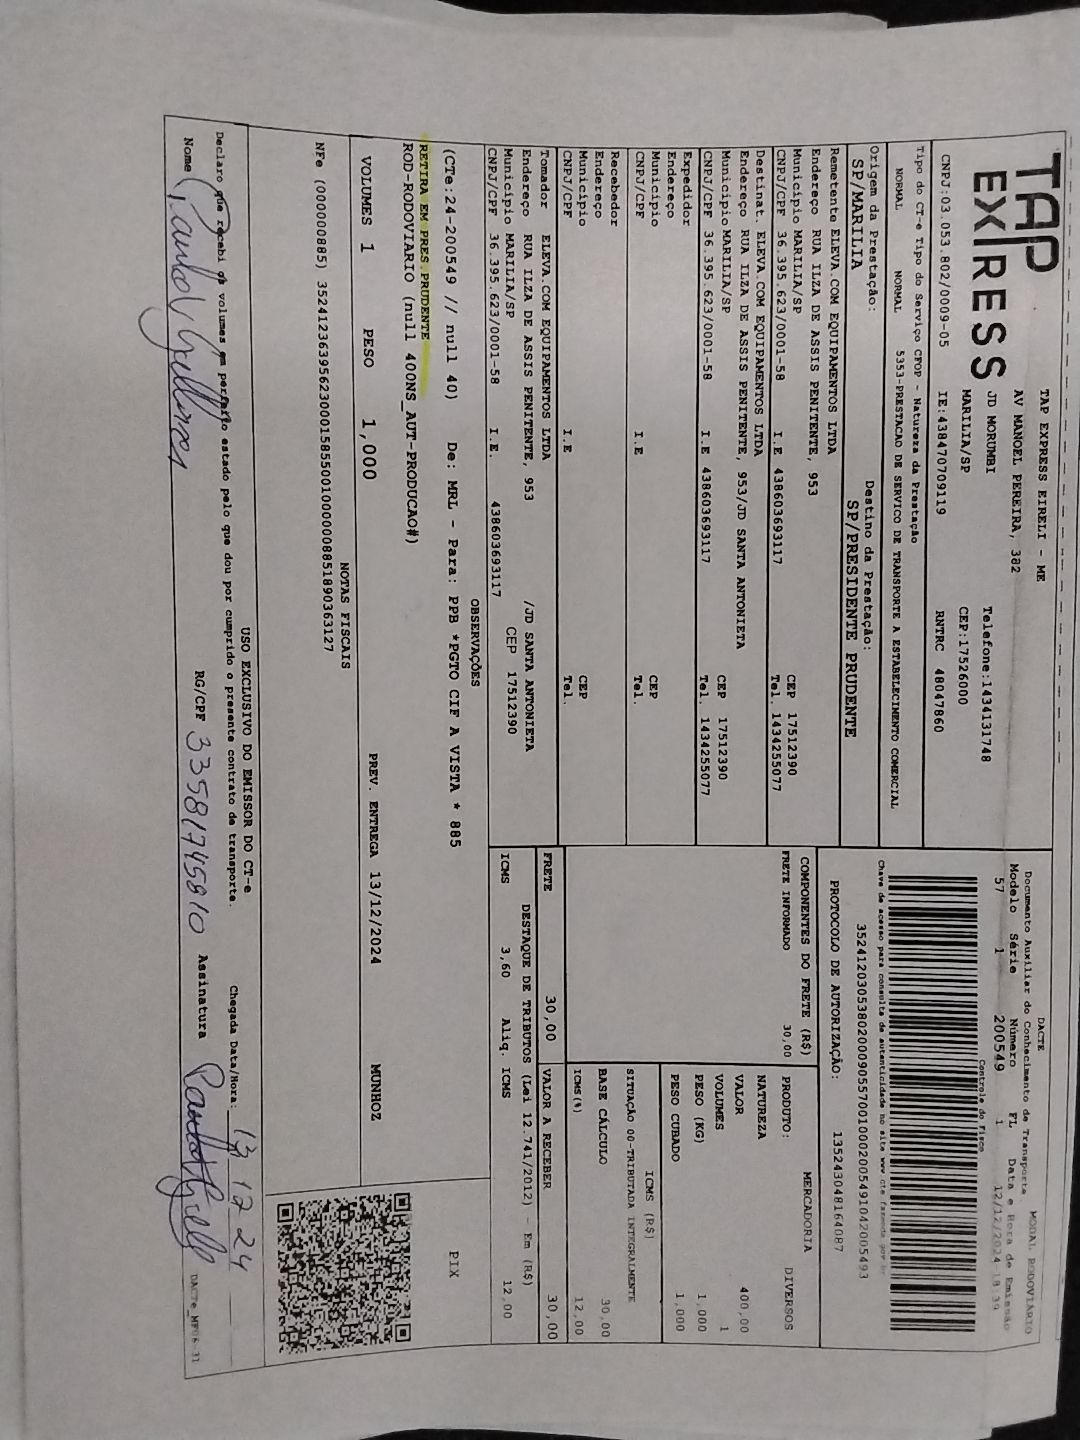 TAP
EXPRESS
TAP EXPRESS EIRELI - ME
AV MANOEL PEREIRA, 382
JD MORUMBI Telefone:1434131748
MARILIA/SP CEP:17526000
CNPJ:03.053.802/0009-05 IE:438470709119 RNTRC 48047860
Tipo do CT-e Tipo do Serviço CFOP - Natureza da Prestação
NORMAL NORMAL 5353-PRESTACAO DE SERVICO DE TRANSPORTE A ESTABELECIMENTO COMERCIAL
Origem da Prestação: Destino da Prestação:
SP/MARILIA SP/PRESIDENTE PRUDENTE
Remetente ELEVA.COM EQUIPAMENTOS LTDA
Endereço RUA ILZA DE ASSIS PENITENTE, 953
Município MARILIA/SP CEP 17512390
CNPJ/CPF 36.395.623/0001-58 I.E 438603693117 Tel. 1434255077
Destinat. ELEVA.COM EQUIPAMENTOS LTDA
Endereço RUA ILZA DE ASSIS PENITENTE, 953/JD SANTA ANTONIETA
Município MARILIA/SP CEP 17512390
CNPJ/CPF 36.395.623/0001-58 I.E 438603693117 Tel. 1434255077
Expedidor
Endereço
Município CEP
CNPJ/CPF I.E Tel.
Recebedor
Endereço
Município CEP
CNPJ/CPF I.E Tel.
Tomador ELEVA.COM EQUIPAMENTOS LTDA
Endereço RUA ILZA DE ASSIS PENITENTE, 953 /JD SANTA ANTONIETA
Município MARILIA/SP CEP 17512390
CNPJ/CPF 36.395.623/0001-58 I.E. 438603693117
DACTE MODAL RODOVIÁRIO
Documento Auxiliar do Conhecimento de Transporte
Modelo Série Número FL Data e Hora de Emissão
57 1 200549 1 12/12/2024 18:39
Controle do Fisco
Chave de acesso para consulta de autenticidade no site www cte fazenda gov br
35241203053802000905570010002005491042005493
PROTOCOLO DE AUTORIZAÇÃO: 135243048164087
COMPONENTES DO FRETE (R$)
FRETE INFORMADO 30,00
PRODUTO: MERCADORIA
NATUREZA DIVERSOS
VALOR 400,00
VOLUMES 1
PESO (KG) 1,000
PESO CUBADO 1,000
ICMS (R$)
SITUAÇÃO 00-TRIBUTADA INTEGRALMENTE
BASE CÁLCULO 30,00
ICMS(%) 12,00
FRETE 30,00 VALOR A RECEBER 30,00
DESTAQUE DE TRIBUTOS (Lei 12.741/2012) - Em (R$)
ICMS 3,60 Aliq. ICMS 12,00
OBSERVAÇÕES
(CTe:24-200549 // null 40) De: MRL - Para: PPB *PGTO CIF A VISTA * 885
PIX
RETIRA EM PRES.PRUDENTE
ROD-RODOVIARIO (null 400NS_AUT-PRODUCAO#)
VOLUMES 1 PESO 1,000 PREV. ENTREGA 13/12/2024 MUNHOZ
NOTAS FISCAIS
NFe (000000885) 35241236395623000158550010000008851890363127
USO EXCLUSIVO DO EMISSOR DO CT-e
Declaro que recebi os volumes em perfeito estado pelo que dou por cumprido o presente contrato de transporte. Chegada Data/Hora: 13 12 24
Nome RG/CPF 33581745810 Assinatura